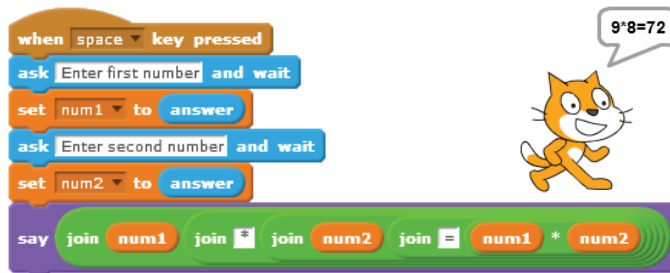 9*8=72
when space key pressed
ask Enter first number and wait
set num1 to answer
ask Enter second number and wait
set num2 to answer
say join num1 join * join num2 join = num1 * num2